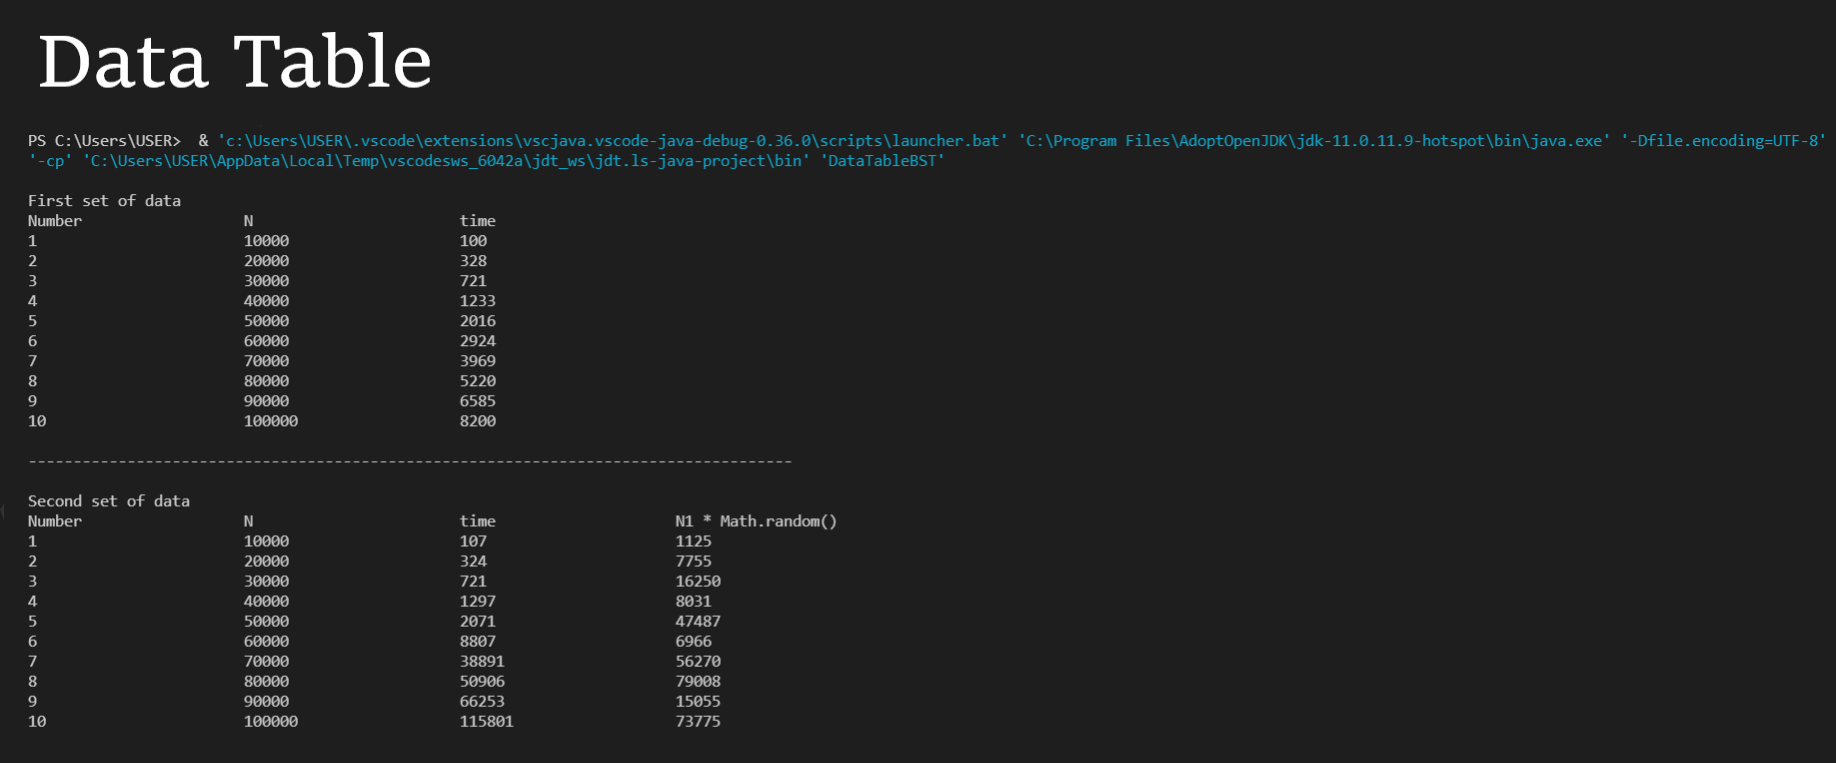 Data Table
PS C:\Users\USER>  & 'c:\Users\USER\.vscode\extensions\vscjava.vscode-java-debug-0.36.0\scripts\launcher.bat' 'C:\Program Files\AdoptOpenJDK\jdk-11.0.11.9-hotspot\bin\java.exe' '-Dfile.encoding=UTF-8'
'-cp' 'C:\Users\USER\AppData\Local\Temp\vscodesws_6042a\jdt_ws\jdt.ls-java-project\bin' 'DataTableBST'
First set of data
Number N time
1 10000 100
2 20000 328
3 30000 721
4 40000 1233
5 50000 2016
6 60000 2924
7 70000 3969
8 80000 5220
9 90000 6585
10 100000 8200
-------------------------------------------------------------------------------------
Second set of data
Number N time N1 * Math.random()
1 10000 107 1125
2 20000 324 7755
3 30000 721 16250
4 40000 1297 8031
5 50000 2071 47487
6 60000 8807 6966
7 70000 38891 56270
8 80000 50906 79008
9 90000 66253 15055
10 100000 115801 73775